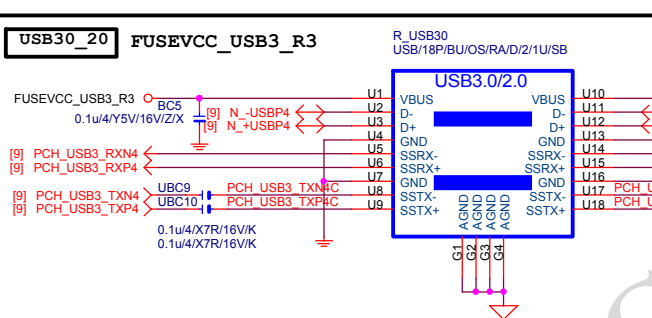 USB30_20 FUSEVCC_USB3_R3
R_USB30
USB/18P/BU/OS/RA/D/2/1U/SB
USB3.0/2.0
FUSEVCC_USB3_R3
BC5
0.1u/4/Y5V/16V/Z/X
[9] N_-USBP4
[9] N_+USBP4
[9] PCH_USB3_RXN4
[9] PCH_USB3_RXP4
[9] PCH_USB3_TXN4
[9] PCH_USB3_TXP4
UBC9
UBC10
PCH_USB3_TXN4C
PCH_USB3_TXP4C
0.1u/4/X7R/16V/K
0.1u/4/X7R/16V/K
U1 VBUS VBUS U10
U2 D- D- U11
U3 D+ D+ U12
U4 GND GND U13
U5 SSRX- SSRX- U14
U6 SSRX+ SSRX+ U15
U7 GND GND U16
U8 SSTX- SSTX- U17 PCH_U
U9 SSTX+ SSTX+ U18 PCH_U
AGND AGND AGND AGND
G1 G2 G3 G4